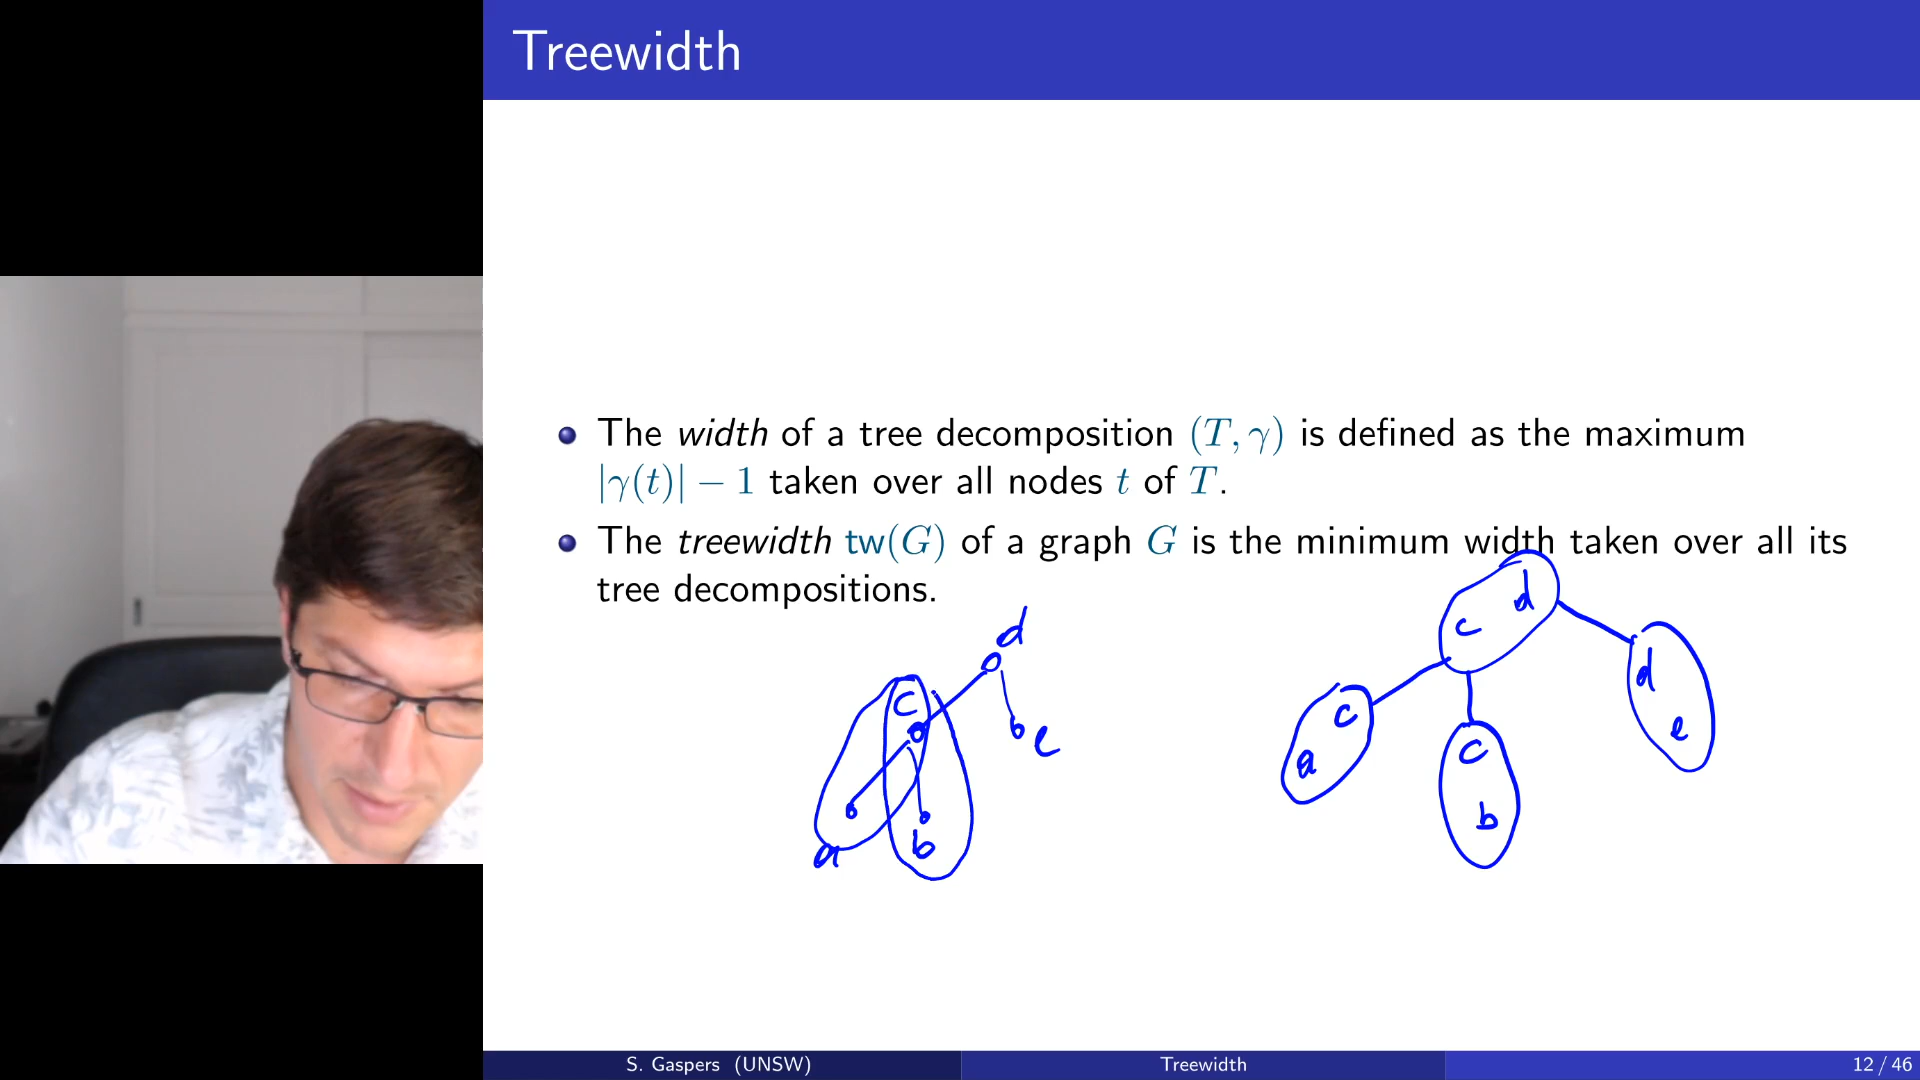 Treewidth
The width of a tree decomposition (T, γ) is defined as the maximum
|γ(t)| − 1 taken over all nodes t of T.
The treewidth tw(G) of a graph G is the minimum width taken over all its
tree decompositions.
d
c
e
a
b
d
c
c
a
c
b
d
e
S. Gaspers (UNSW)
Treewidth
12 / 46